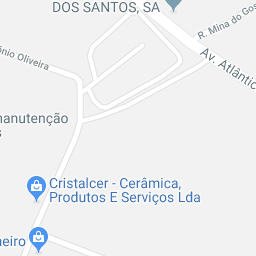 DOS SANTOS, SA
R. Mina do Gos
ónio Oliveira
Av. Atlântic
manutenção
s
Cristalcer - Cerâmica,
Produtos E Serviços Lda
neiro